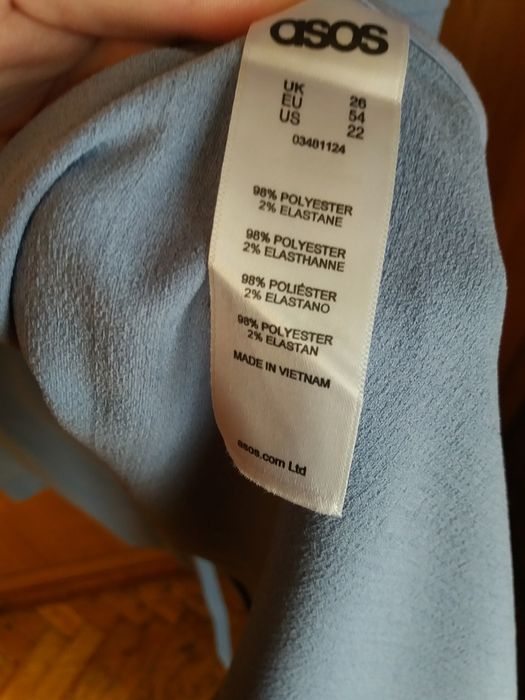 asos
UK 26
EU 54
US 22
03481124
98% POLYESTER
2% ELASTANE
98% POLYESTER
2% ELASTHANNE
98% POLIÉSTER
2% ELASTANO
98% POLYESTER
2% ELASTAN
MADE IN VIETNAM
asos.com Ltd